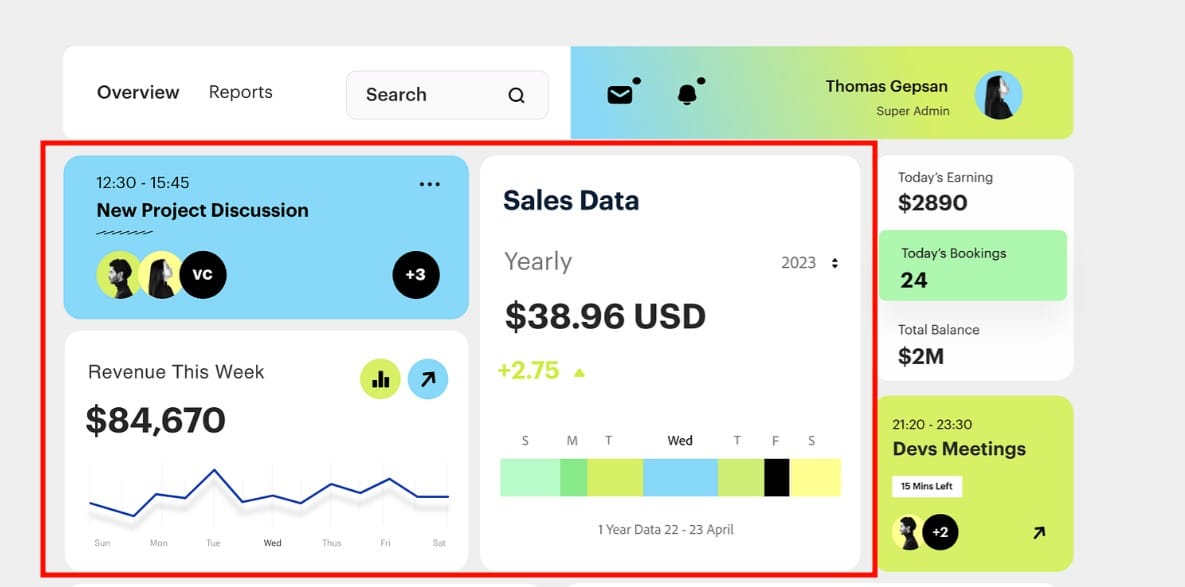 Overview
Reports
Search
Thomas Gepsan
Super Admin
12:30 - 15:45
New Project Discussion
VC
+3
Revenue This Week
$84,670
Sun Mon Tue Wed Thus Fri Sat
Sales Data
Yearly
2023
$38.96 USD
+2.75
S M T Wed T F S
1 Year Data 22 - 23 April
Today's Earning
$2890
Today's Bookings
24
Total Balance
$2M
21:20 - 23:30
Devs Meetings
15 Mins Left
+2